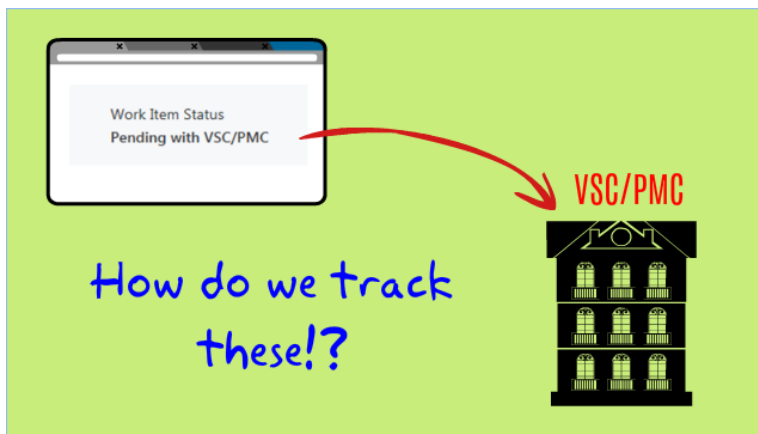 Work Item Status
Pending with VSC/PMC
VSC/PMC
How do we track
these!?